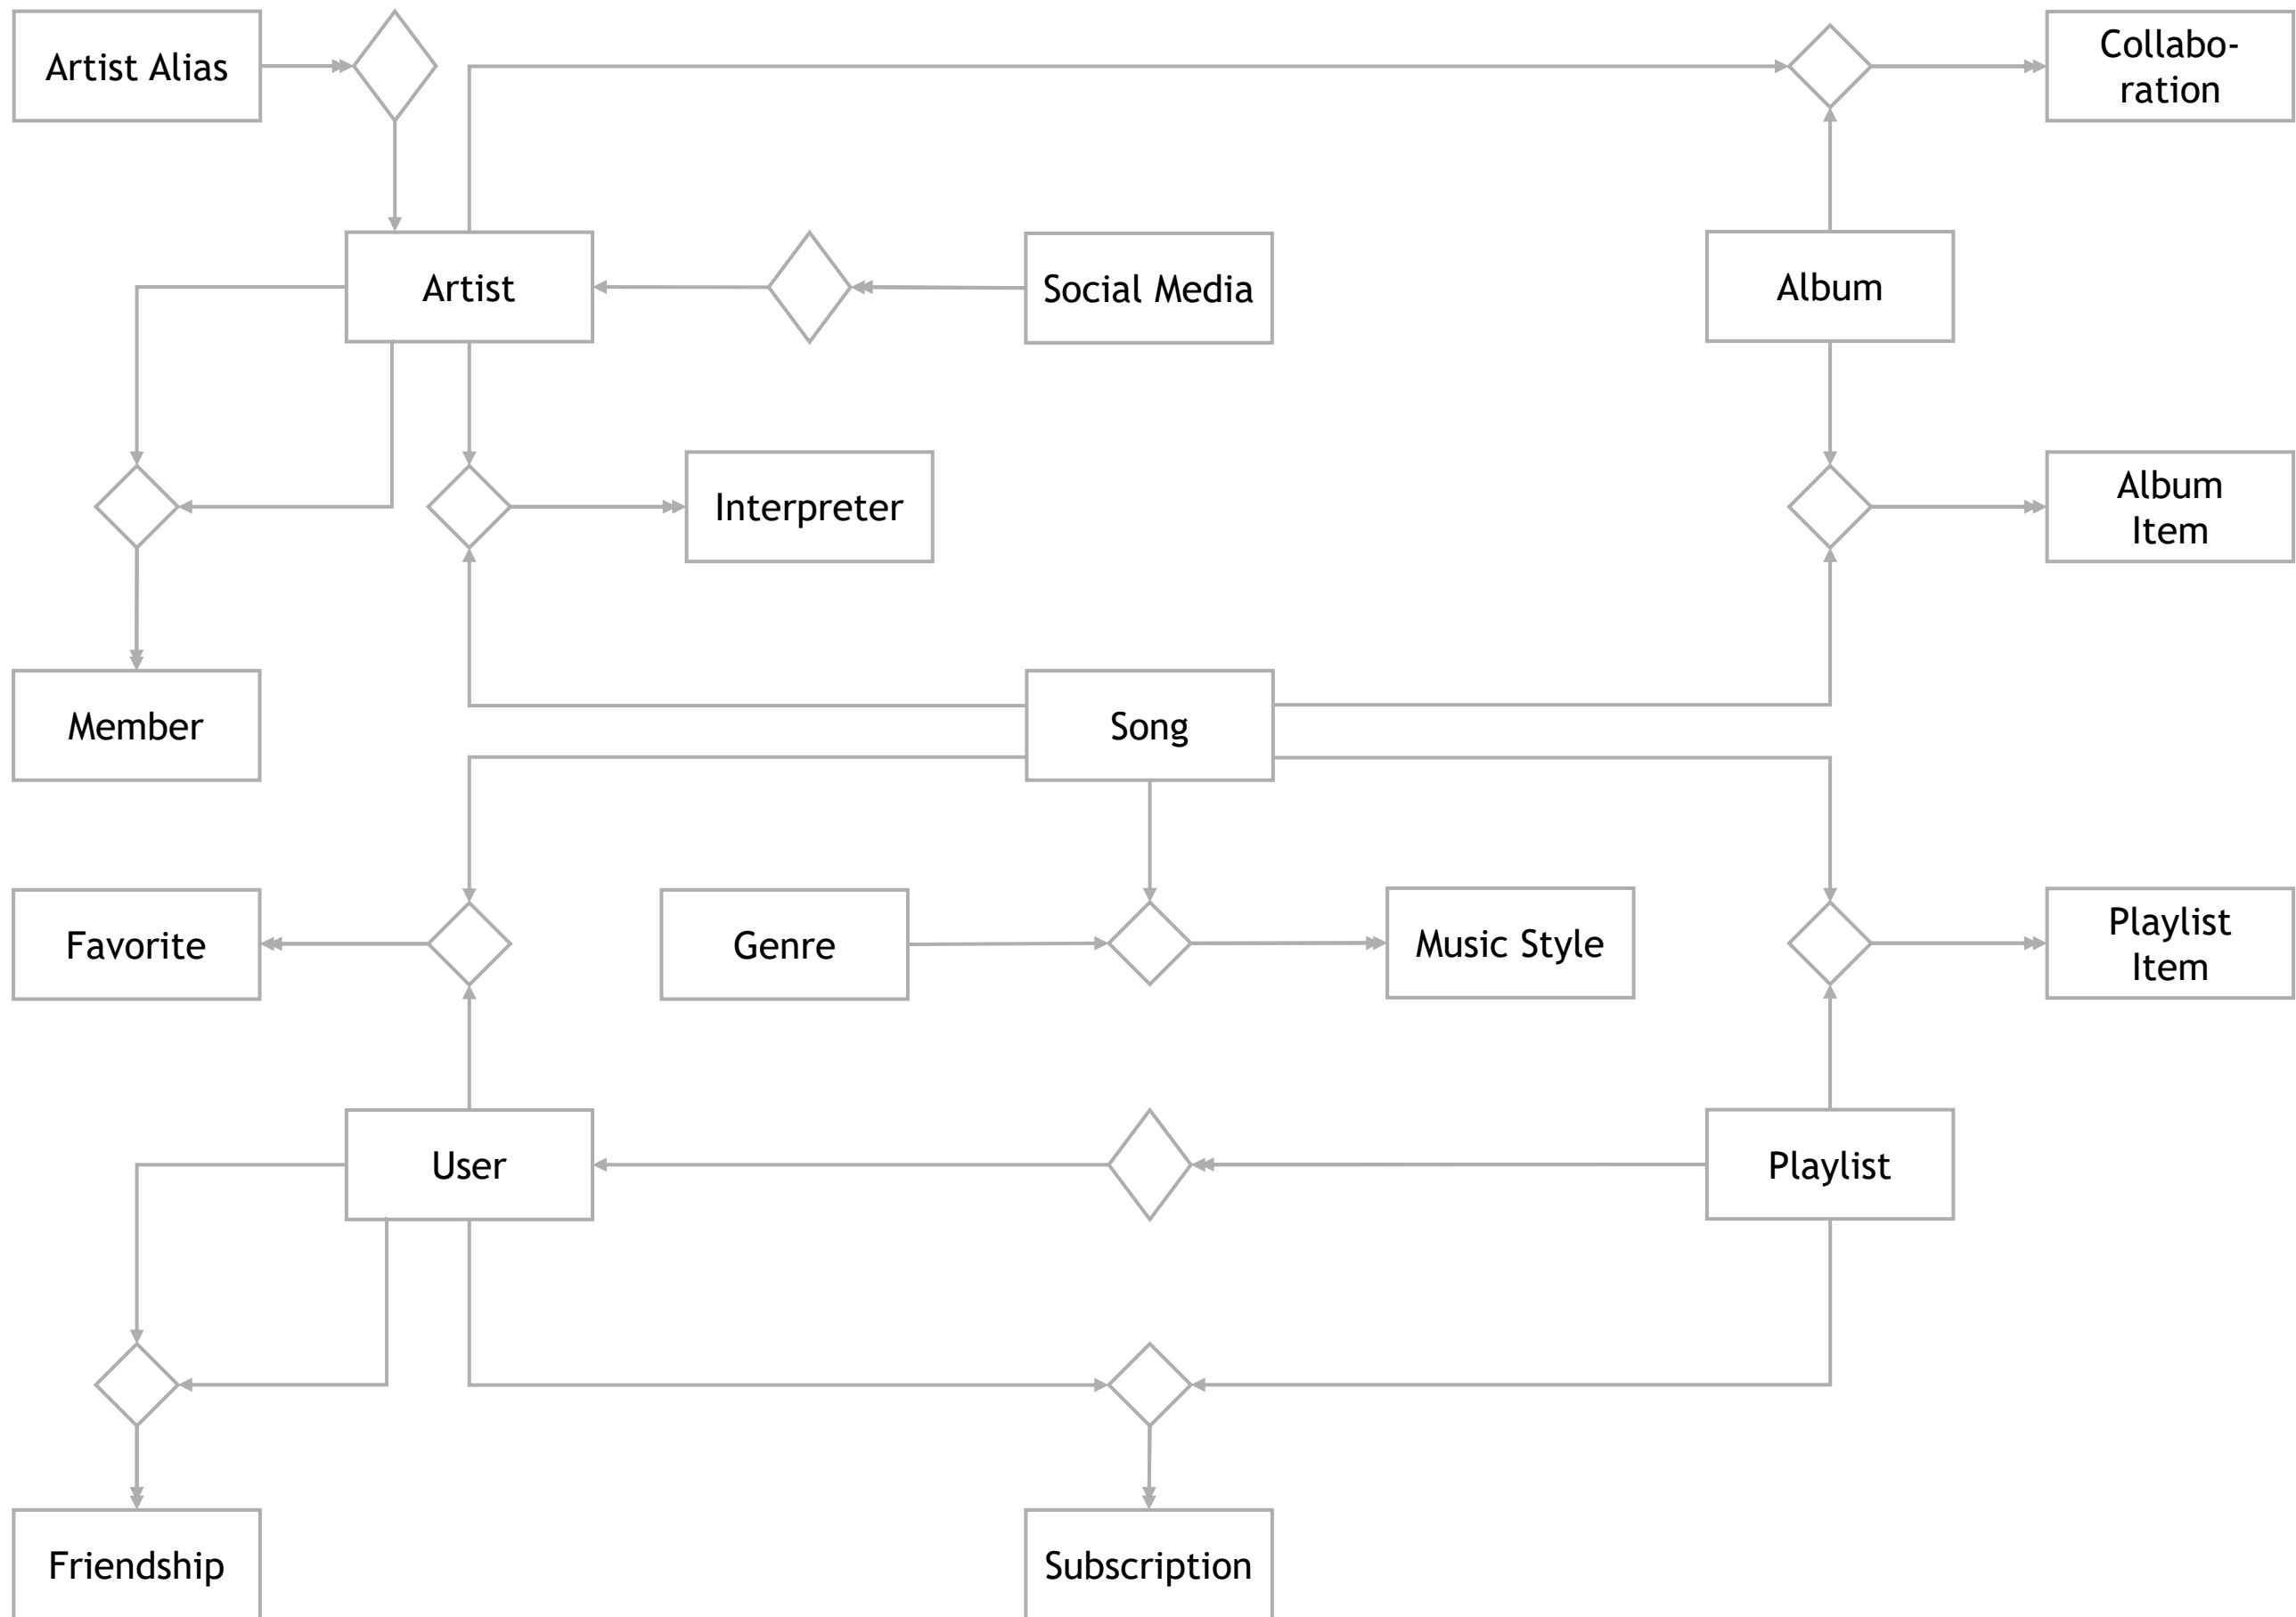 Artist Alias
Collabo-
ration
Artist
Social Media
Album
Interpreter
Album
Item
Member
Song
Favorite
Genre
Music Style
Playlist
Item
User
Playlist
Friendship
Subscription